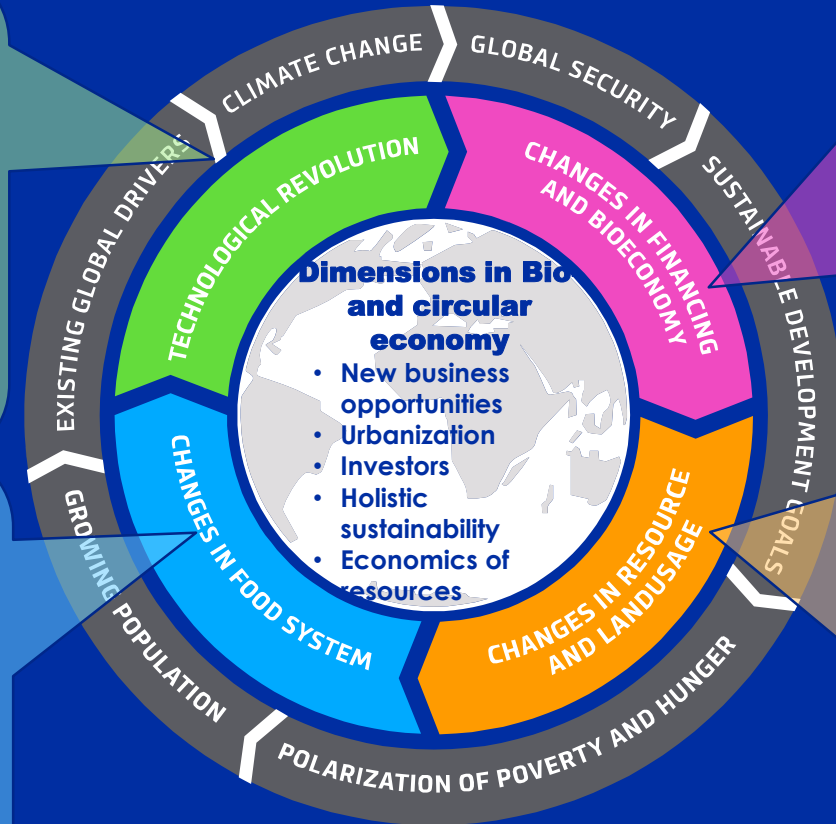 CLIMATE CHANGE
GLOBAL SECURITY
SUSTAINABLE DEVELOPMENT GOALS
POLARIZATION OF POVERTY AND HUNGER
GROWING POPULATION
EXISTING GLOBAL DRIVERS
TECHNOLOGICAL REVOLUTION
CHANGES IN FINANCING
AND BIOECONOMY
CHANGES IN RESOURCE
AND LANDUSAGE
CHANGES IN FOOD SYSTEM
Dimensions in Bio
and circular
economy
• New business
opportunities
• Urbanization
• Investors
• Holistic
sustainability
• Economics of
resources